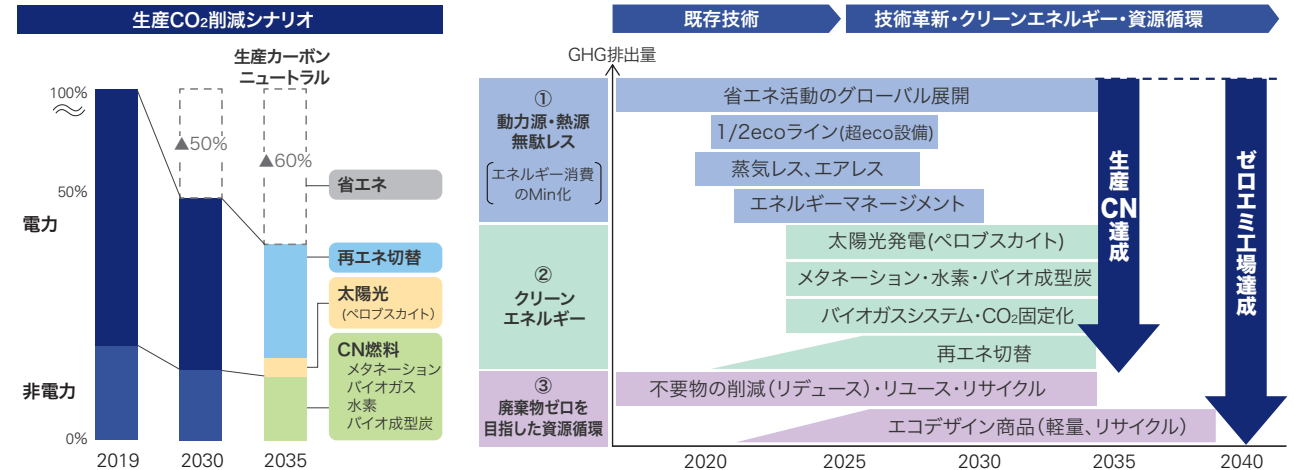 生産CO₂削減シナリオ
生産カーボン
ニュートラル
100%
50%
0%
電力
非電力
▲50%
▲60%
省エネ
再エネ切替
太陽光
(ペロブスカイト)
CN燃料
メタネーション
バイオガス
水素
バイオ成型炭
2019
2030
2035
既存技術
技術革新・クリーンエネルギー・資源循環
GHG排出量
①
動力源・熱源
無駄レス
エネルギー消費
のMin化
省エネ活動のグローバル展開
1/2ecoライン(超eco設備)
蒸気レス、エアレス
エネルギーマネージメント
②
クリーン
エネルギー
太陽光発電(ペロブスカイト)
メタネーション・水素・バイオ成型炭
バイオガスシステム・CO₂固定化
再エネ切替
③
廃棄物ゼロを
目指した資源循環
不要物の削減(リデュース)・リユース・リサイクル
エコデザイン商品(軽量、リサイクル)
生産CN達成
ゼロエミ工場達成
2020
2025
2030
2035
2040